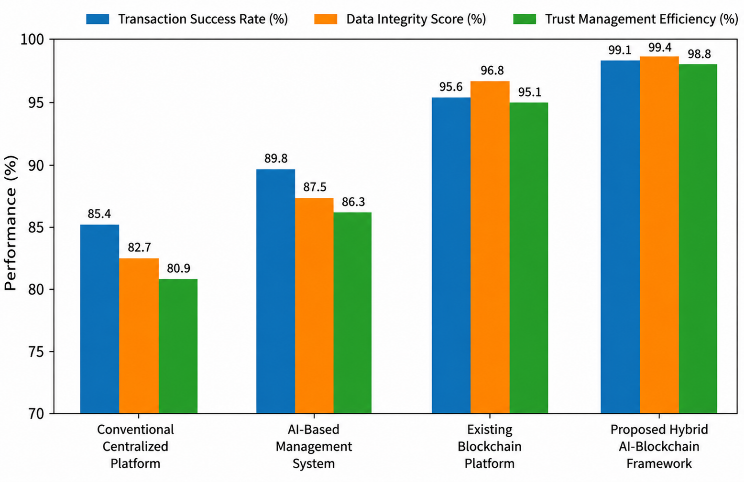 Transaction Success Rate (%) Data Integrity Score (%) Trust Management Efficiency (%)
Performance (%)
100
95
90
85
80
75
70
85.4
82.7
80.9
89.8
87.5
86.3
95.6
96.8
95.1
99.1
99.4
98.8
Conventional
Centralized
Platform
AI-Based
Management
System
Existing
Blockchain
Platform
Proposed Hybrid
AI-Blockchain
Framework